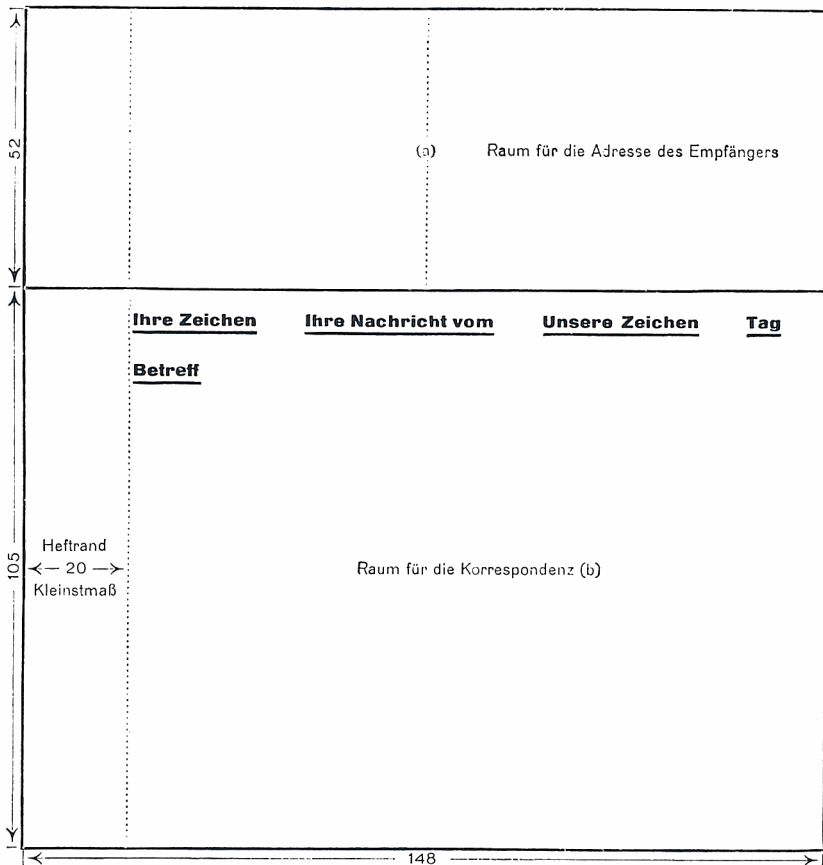 52
(a) Raum für die Adresse des Empfängers
Ihre Zeichen Ihre Nachricht vom Unsere Zeichen Tag
Betreff
105
Heftrand
20
Kleinstmaß
Raum für die Korrespondenz (b)
148